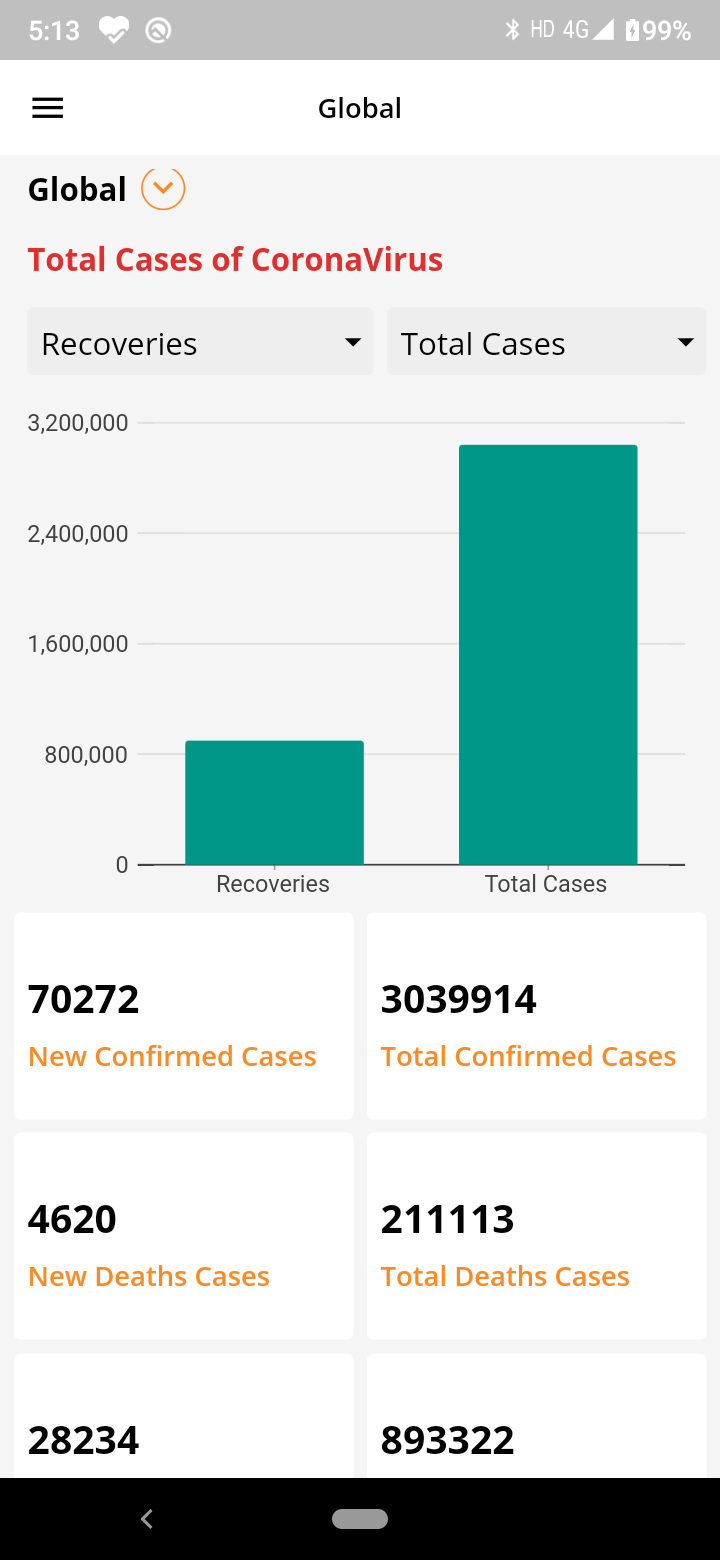 5:13 HD 4G 99%
Global
Global
Total Cases of CoronaVirus
Recoveries Total Cases
3,200,000
2,400,000
1,600,000
800,000
0
Recoveries Total Cases
70272 3039914
New Confirmed Cases Total Confirmed Cases
4620 211113
New Deaths Cases Total Deaths Cases
28234 893322